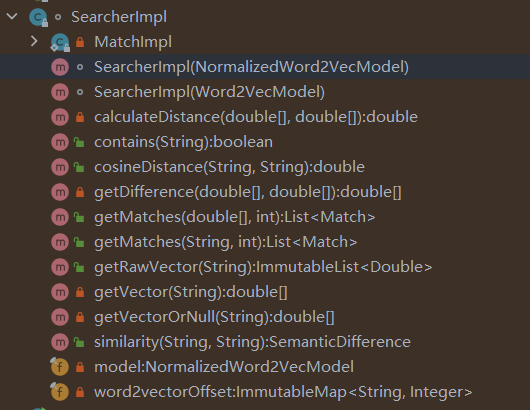 SearcherImpl
MatchImpl
SearcherImpl(NormalizedWord2VecModel)
SearcherImpl(Word2VecModel)
calculateDistance(double[], double[]):double
contains(String):boolean
cosineDistance(String, String):double
getDifference(double[], double[]):double[]
getMatches(double[], int):List<Match>
getMatches(String, int):List<Match>
getRawVector(String):ImmutableList<Double>
getVector(String):double[]
getVectorOrNull(String):double[]
similarity(String, String):SemanticDifference
model:NormalizedWord2VecModel
word2vectorOffset:ImmutableMap<String, Integer>